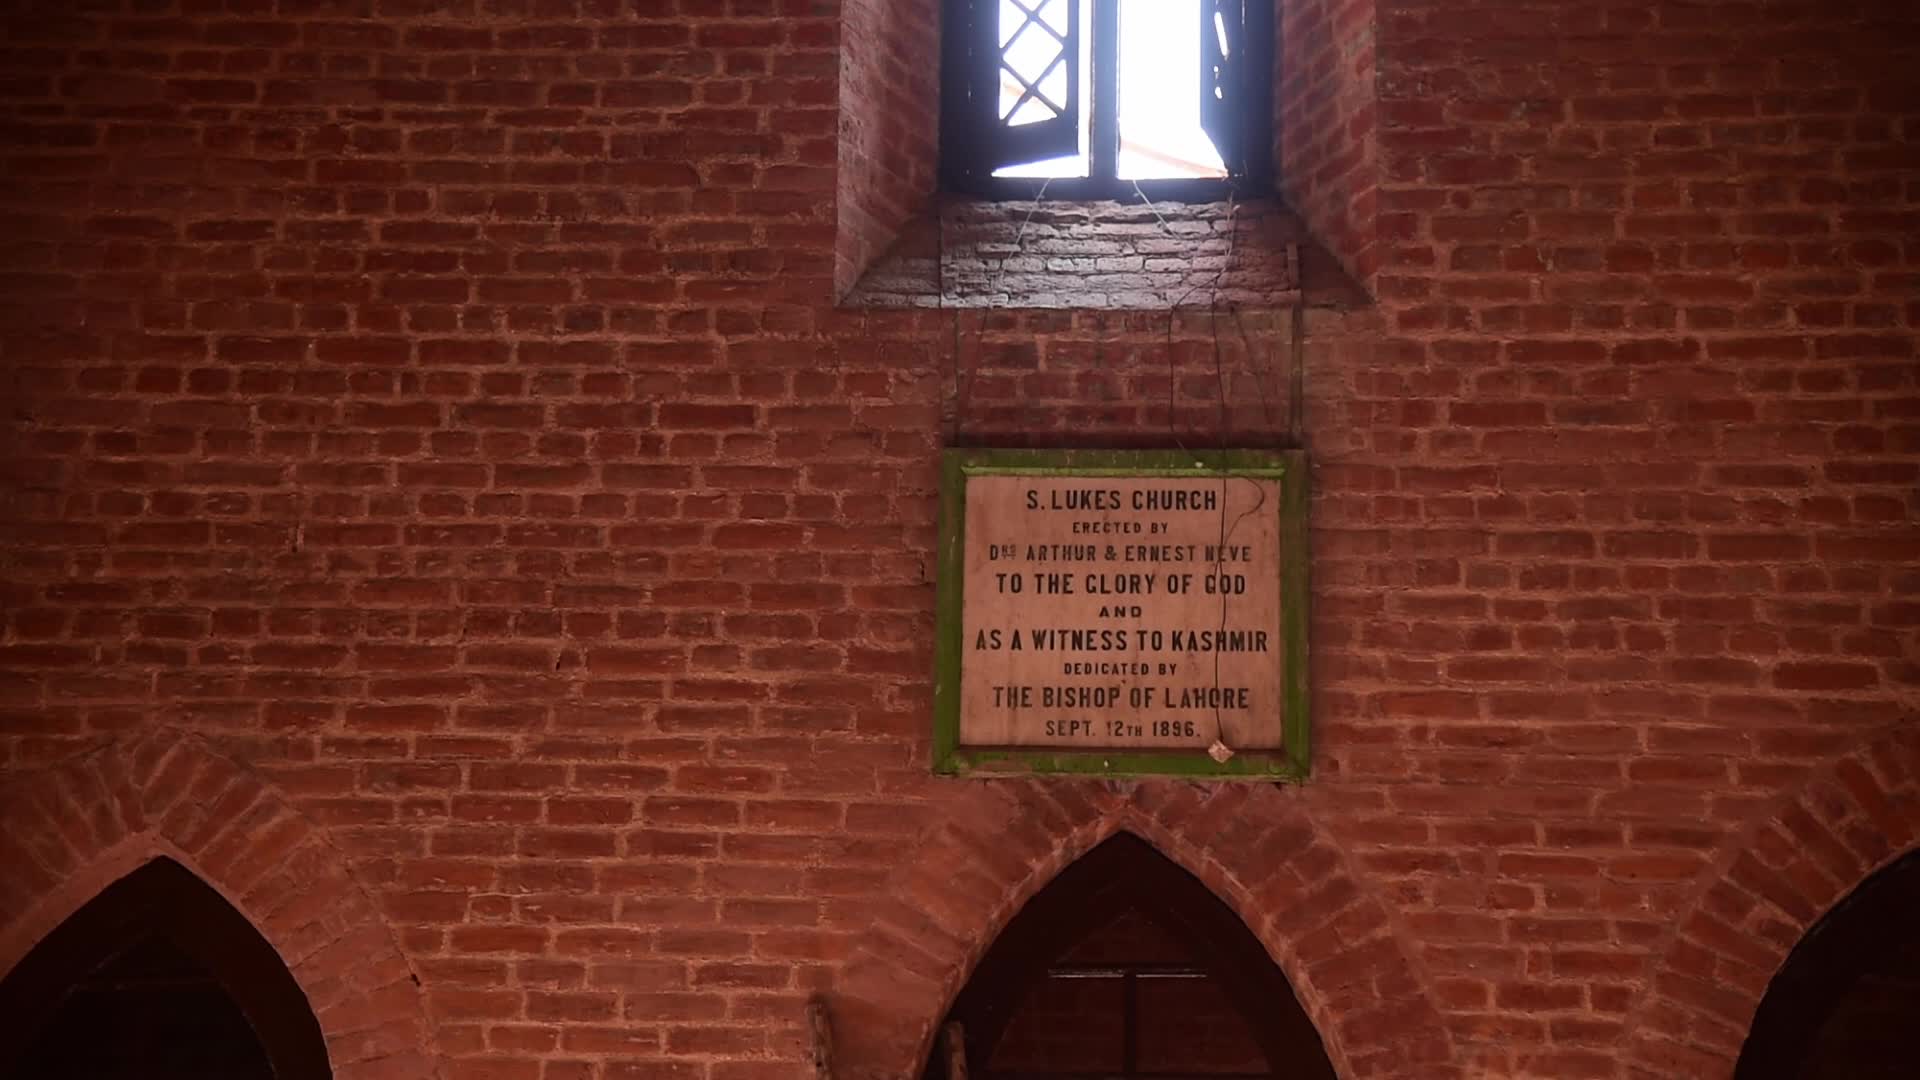 S. LUKES CHURCH
ERECTED BY
DRS ARTHUR & ERNEST NEVE
TO THE GLORY OF GOD
AND
AS A WITNESS TO KASHMIR
DEDICATED BY
THE BISHOP OF LAHORE
SEPT. 12TH 1896.